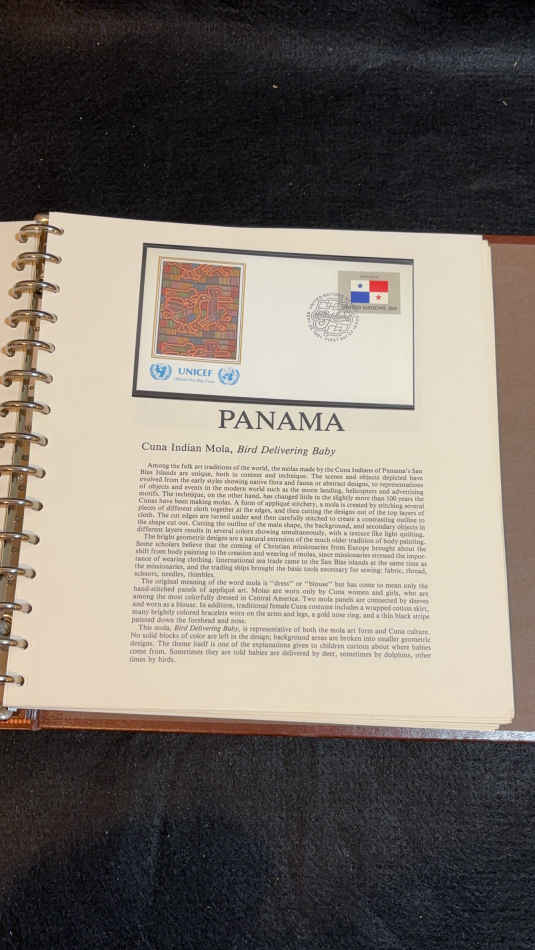 UNITED NATIONS 20¢
UNICEF
Official First Day Cover
PANAMA
Cuna Indian Mola, Bird Delivering Baby
Among the folk art traditions of the world, the molas made by the Cuna Indians of Panama's San
Blas Islands are unique, both in content and technique. The scenes and objects depicted have
evolved from the early styles showing native flora and fauna or abstract designs, to representations
of objects and events in the modern world such as the moon landing, helicopters and advertising
motifs. The technique, on the other hand, has changed little in the slightly more than 100 years the
Cunas have been making molas. A form of appliqué stitchery, a mola is created by stitching several
pieces of different cloth together at the edges, and then cutting the designs out of the top layers of
cloth. The cut edges are turned under and then carefully stitched to create a contrasting outline to
the shape cut out. Cutting the outline of the main shape, the background, and secondary objects in
different layers results in several colors showing simultaneously, with a texture like light quilting.
The bright geometric designs are a natural extension of the much older tradition of body painting.
Some scholars believe that the coming of Christian missionaries from Europe brought about the
shift from body painting to the creation and wearing of molas, since missionaries stressed the impor-
tance of wearing clothing. International sea trade came to the San Blas islands at the same time as
the missionaries, and the trading ships brought the basic tools necessary for sewing: fabric, thread,
scissors, needles, thimbles.
The original meaning of the word mola is "dress" or "blouse" but has come to mean only the
hand-stitched panels of appliqué art. Molas are worn only by Cuna women and girls, who are
among the most colorfully dressed in Central America. Two mola panels are connected by sleeves
and worn as a blouse. In addition, traditional female Cuna costume includes a wrapped cotton skirt,
many brightly colored bracelets worn on the arms and legs, a gold nose ring, and a thin black stripe
painted down the forehead and nose.
This mola, Bird Delivering Baby, is representative of both the mola art form and Cuna culture.
No solid blocks of color are left in the design; background areas are broken into smaller geometric
designs. The theme itself is one of the explanations given to children curious about where babies
come from. Sometimes they are told babies are delivered by deer, sometimes by dolphins, other
times by birds.